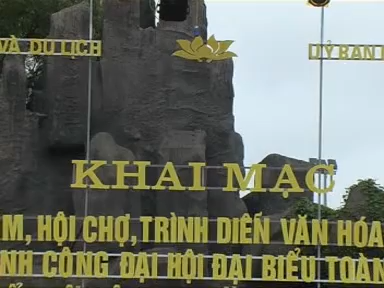 VÀ DU LỊCH
UỶ BAN
KHAI MẠC
M, HỘI CHỢ, TRÌNH DIỄN VĂN HÓA
NH CÔNG ĐẠI HỘI ĐẠI BIỂU TOÀN